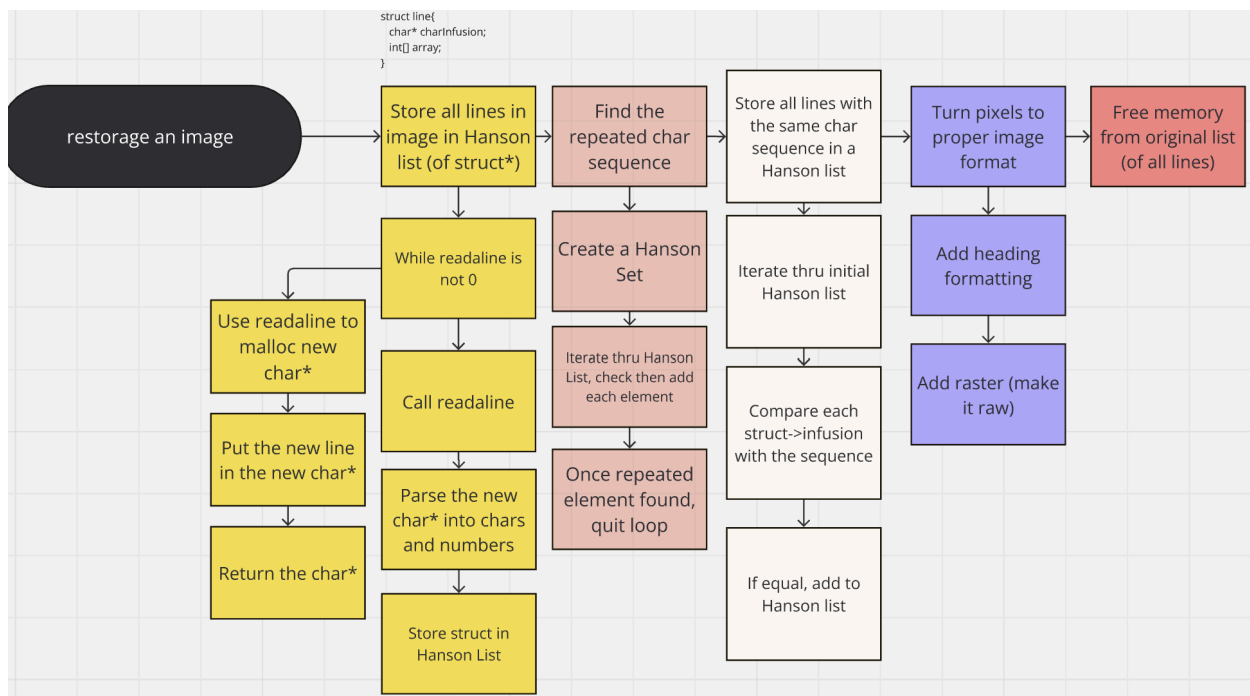 struct line{
char* charInfusion;
int[] array;
}
restorage an image
Store all lines in
image in Hanson
list (of struct*)
Find the
repeated char
sequence
Store all lines with
the same char
sequence in a
Hanson list
Turn pixels to
proper image
format
Free memory
from original list
(of all lines)
While readaline is
not 0
Use readaline to
malloc new
char*
Put the new line
in the new char*
Return the char*
Call readaline
Parse the new
char* into chars
and numbers
Store struct in
Hanson List
Create a Hanson
Set
Iterate thru Hanson
List, check then add
each element
Once repeated
element found,
quit loop
Iterate thru initial
Hanson list
Compare each
struct->infusion
with the sequence
If equal, add to
Hanson list
Add heading
formatting
Add raster (make
it raw)